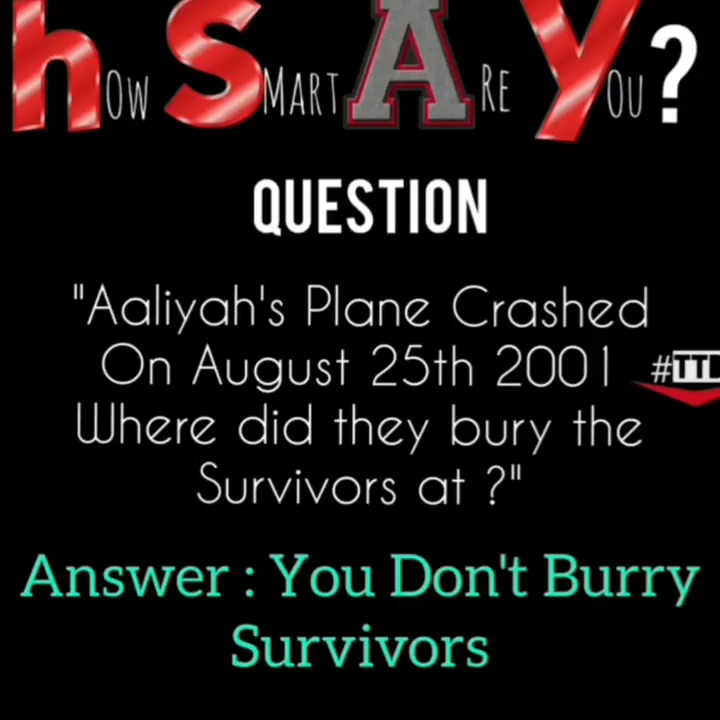 hOW SMART ARE YOU?
QUESTION
"Aaliyah's Plane Crashed
On August 25th 2001
#TTL
Where did they bury the
Survivors at ?"
Answer : You Don't Burry
Survivors